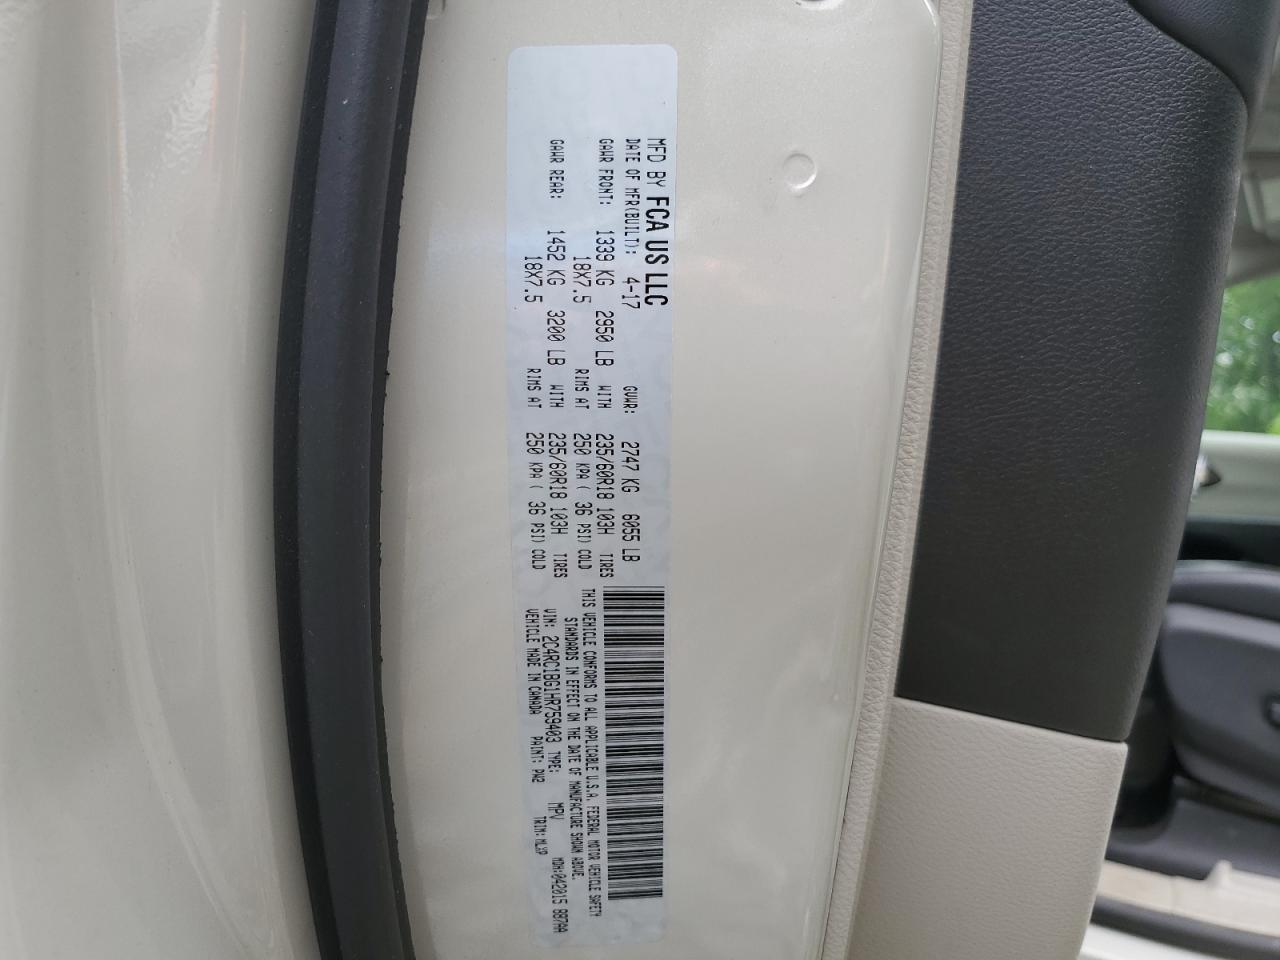 MFD BY FCA US LLC
DATE OF MFR(BUILT): 4-17 GVWR: 2747 KG 6055 LB
GAWR FRONT: 1339 KG 2950 LB WITH 235/60R18 103H TIRES
18X7.5 RIMS AT 250 KPA ( 36 PSI) COLD
GAWR REAR: 1452 KG 3200 LB WITH 235/60R18 103H TIRES
18X7.5 RIMS AT 250 KPA ( 36 PSI) COLD
THIS VEHICLE CONFORMS TO ALL APPLICABLE U.S.A. FEDERAL MOTOR VEHICLE SAFETY
STANDARDS IN EFFECT ON THE DATE OF MANUFACTURE SHOWN ABOVE.
VIN: 2C4RC1BG1HR759403 TYPE: MPV MDH:042015 887AA
VEHICLE MADE IN CANADA PAINT: PW2 TRIM: